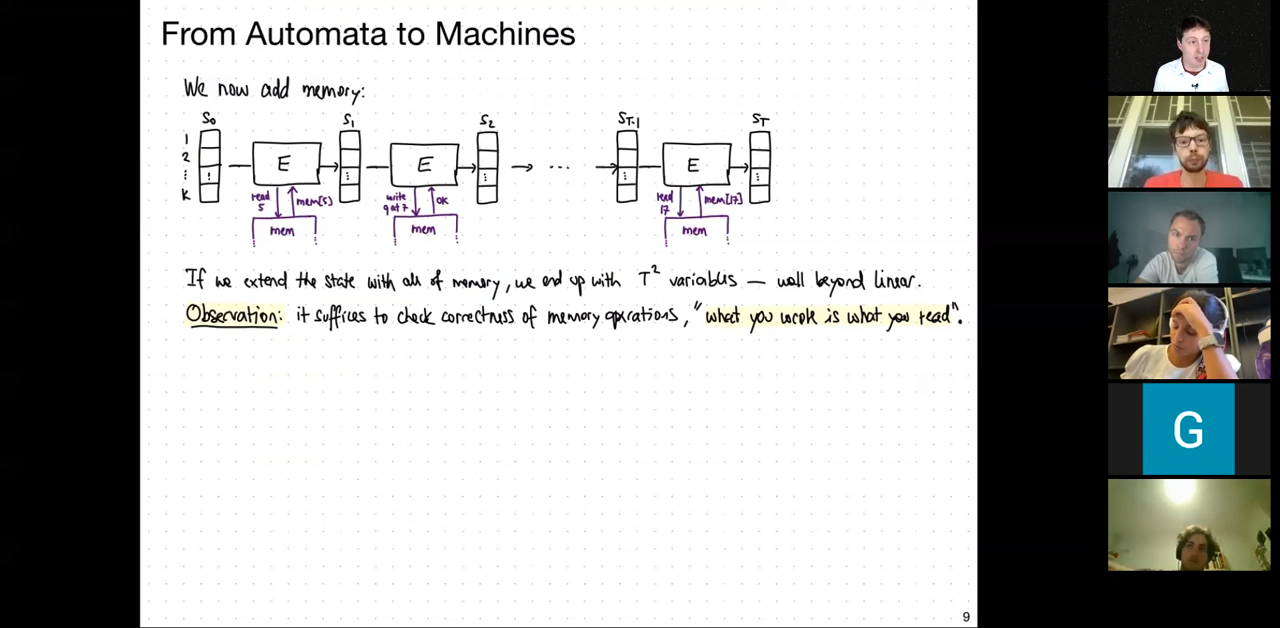 From Automata to Machines
We now add memory:
S0 S1 S2 ST-1 ST
1
2
⋮
K
E E ... E
read 5 mem[5] write 9 at 7 OK read 17 mem[17]
mem mem mem
If we extend the state with all of memory, we end up with T² variables — well beyond linear.
Observation: it suffices to check correctness of memory operations, "what you wrote is what you read".
G
9